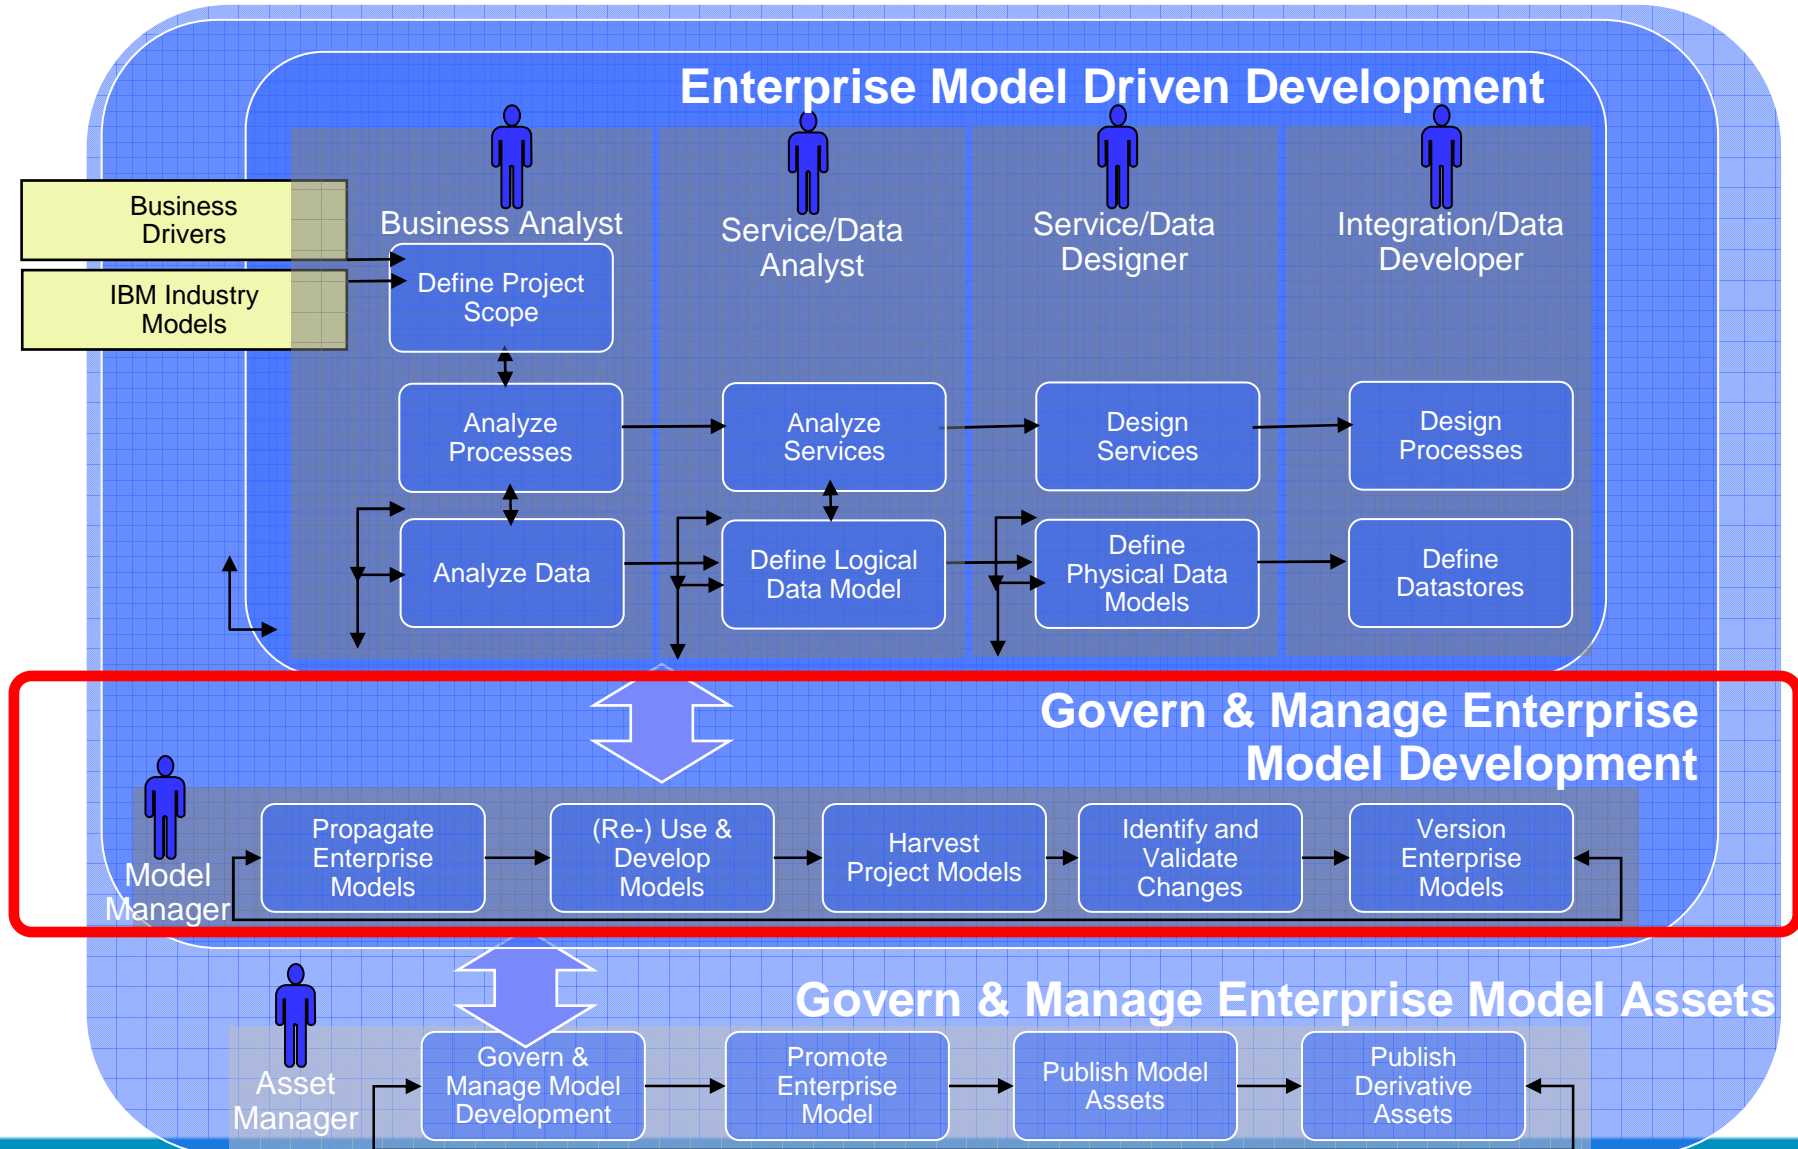 Enterprise Model Driven Development
Business
Drivers
IBM Industry
Models
Business Analyst
Service/Data
Analyst
Service/Data
Designer
Integration/Data
Developer
Define Project
Scope
Analyze
Processes
Analyze
Services
Design
Services
Design
Processes
Analyze Data
Define Logical
Data Model
Define
Physical Data
Models
Define
Datastores
Govern & Manage Enterprise
Model Development
Model
Manager
Propagate
Enterprise
Models
(Re-) Use &
Develop
Models
Harvest
Project Models
Identify and
Validate
Changes
Version
Enterprise
Models
Govern & Manage Enterprise Model Assets
Asset
Manager
Govern &
Manage Model
Development
Promote
Enterprise
Model
Publish Model
Assets
Publish
Derivative
Assets